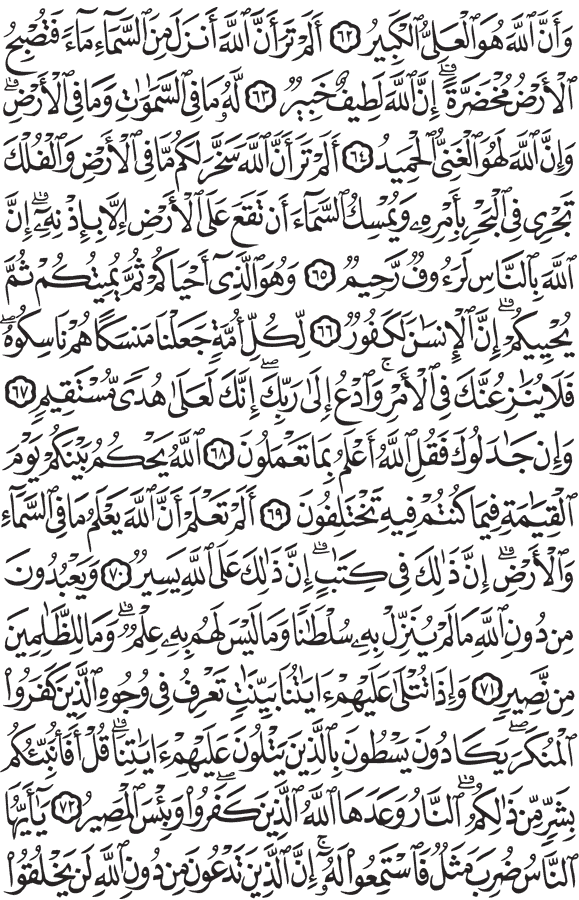 وَأَنَّ ٱللَّهَ هُوَ ٱلْعَلِىُّ ٱلْكَبِيرُ ٦٢ أَلَمْ تَرَ أَنَّ ٱللَّهَ أَنزَلَ مِنَ ٱلسَّمَآءِ مَآءً فَتُصْبِحُ
ٱلْأَرْضُ مُخْضَرَّةً ۗ إِنَّ ٱللَّهَ لَطِيفٌ خَبِيرٌ ٦٣ لَّهُۥ مَا فِى ٱلسَّمَٰوَٰتِ وَمَا فِى ٱلْأَرْضِ ۗ
وَإِنَّ ٱللَّهَ لَهُوَ ٱلْغَنِىُّ ٱلْحَمِيدُ ٦٤ أَلَمْ تَرَ أَنَّ ٱللَّهَ سَخَّرَ لَكُم مَّا فِى ٱلْأَرْضِ وَٱلْفُلْكَ
تَجْرِى فِى ٱلْبَحْرِ بِأَمْرِهِۦ وَيُمْسِكُ ٱلسَّمَآءَ أَن تَقَعَ عَلَى ٱلْأَرْضِ إِلَّا بِإِذْنِهِۦٓ ۗ إِنَّ
ٱللَّهَ بِٱلنَّاسِ لَرَءُوفٌ رَّحِيمٌ ٦٥ وَهُوَ ٱلَّذِىٓ أَحْيَاكُمْ ثُمَّ يُمِيتُكُمْ ثُمَّ
يُحْيِيكُمْ ۗ إِنَّ ٱلْإِنسَٰنَ لَكَفُورٌ ٦٦ لِّكُلِّ أُمَّةٍ جَعَلْنَا مَنسَكًا هُمْ نَاسِكُوهُ ۖ
فَلَا يُنَٰزِعُنَّكَ فِى ٱلْأَمْرِ ۚ وَٱدْعُ إِلَىٰ رَبِّكَ ۖ إِنَّكَ لَعَلَىٰ هُدًى مُّسْتَقِيمٍ ٦٧
وَإِن جَٰدَلُوكَ فَقُلِ ٱللَّهُ أَعْلَمُ بِمَا تَعْمَلُونَ ٦٨ ٱللَّهُ يَحْكُمُ بَيْنَكُمْ يَوْمَ
ٱلْقِيَٰمَةِ فِيمَا كُنتُمْ فِيهِ تَخْتَلِفُونَ ٦٩ أَلَمْ تَعْلَمْ أَنَّ ٱللَّهَ يَعْلَمُ مَا فِى ٱلسَّمَآءِ
وَٱلْأَرْضِ ۗ إِنَّ ذَٰلِكَ فِى كِتَٰبٍ ۗ إِنَّ ذَٰلِكَ عَلَى ٱللَّهِ يَسِيرٌ ٧٠ وَيَعْبُدُونَ
مِن دُونِ ٱللَّهِ مَا لَمْ يُنَزِّلْ بِهِۦ سُلْطَٰنًا وَمَا لَيْسَ لَهُم بِهِۦ عِلْمٌ ۗ وَمَا لِلظَّٰلِمِينَ
مِن نَّصِيرٍ ٧١ وَإِذَا تُتْلَىٰ عَلَيْهِمْ ءَايَٰتُنَا بَيِّنَٰتٍ تَعْرِفُ فِى وُجُوهِ ٱلَّذِينَ كَفَرُوا۟
ٱلْمُنكَرَ ۖ يَكَادُونَ يَسْطُونَ بِٱلَّذِينَ يَتْلُونَ عَلَيْهِمْ ءَايَٰتِنَا ۗ قُلْ أَفَأُنَبِّئُكُم
بِشَرٍّ مِّن ذَٰلِكُمُ ۗ ٱلنَّارُ وَعَدَهَا ٱللَّهُ ٱلَّذِينَ كَفَرُوا۟ ۖ وَبِئْسَ ٱلْمَصِيرُ ٧٢ يَٰٓأَيُّهَا
ٱلنَّاسُ ضُرِبَ مَثَلٌ فَٱسْتَمِعُوا۟ لَهُۥٓ ۚ إِنَّ ٱلَّذِينَ تَدْعُونَ مِن دُونِ ٱللَّهِ لَن يَخْلُقُوا۟